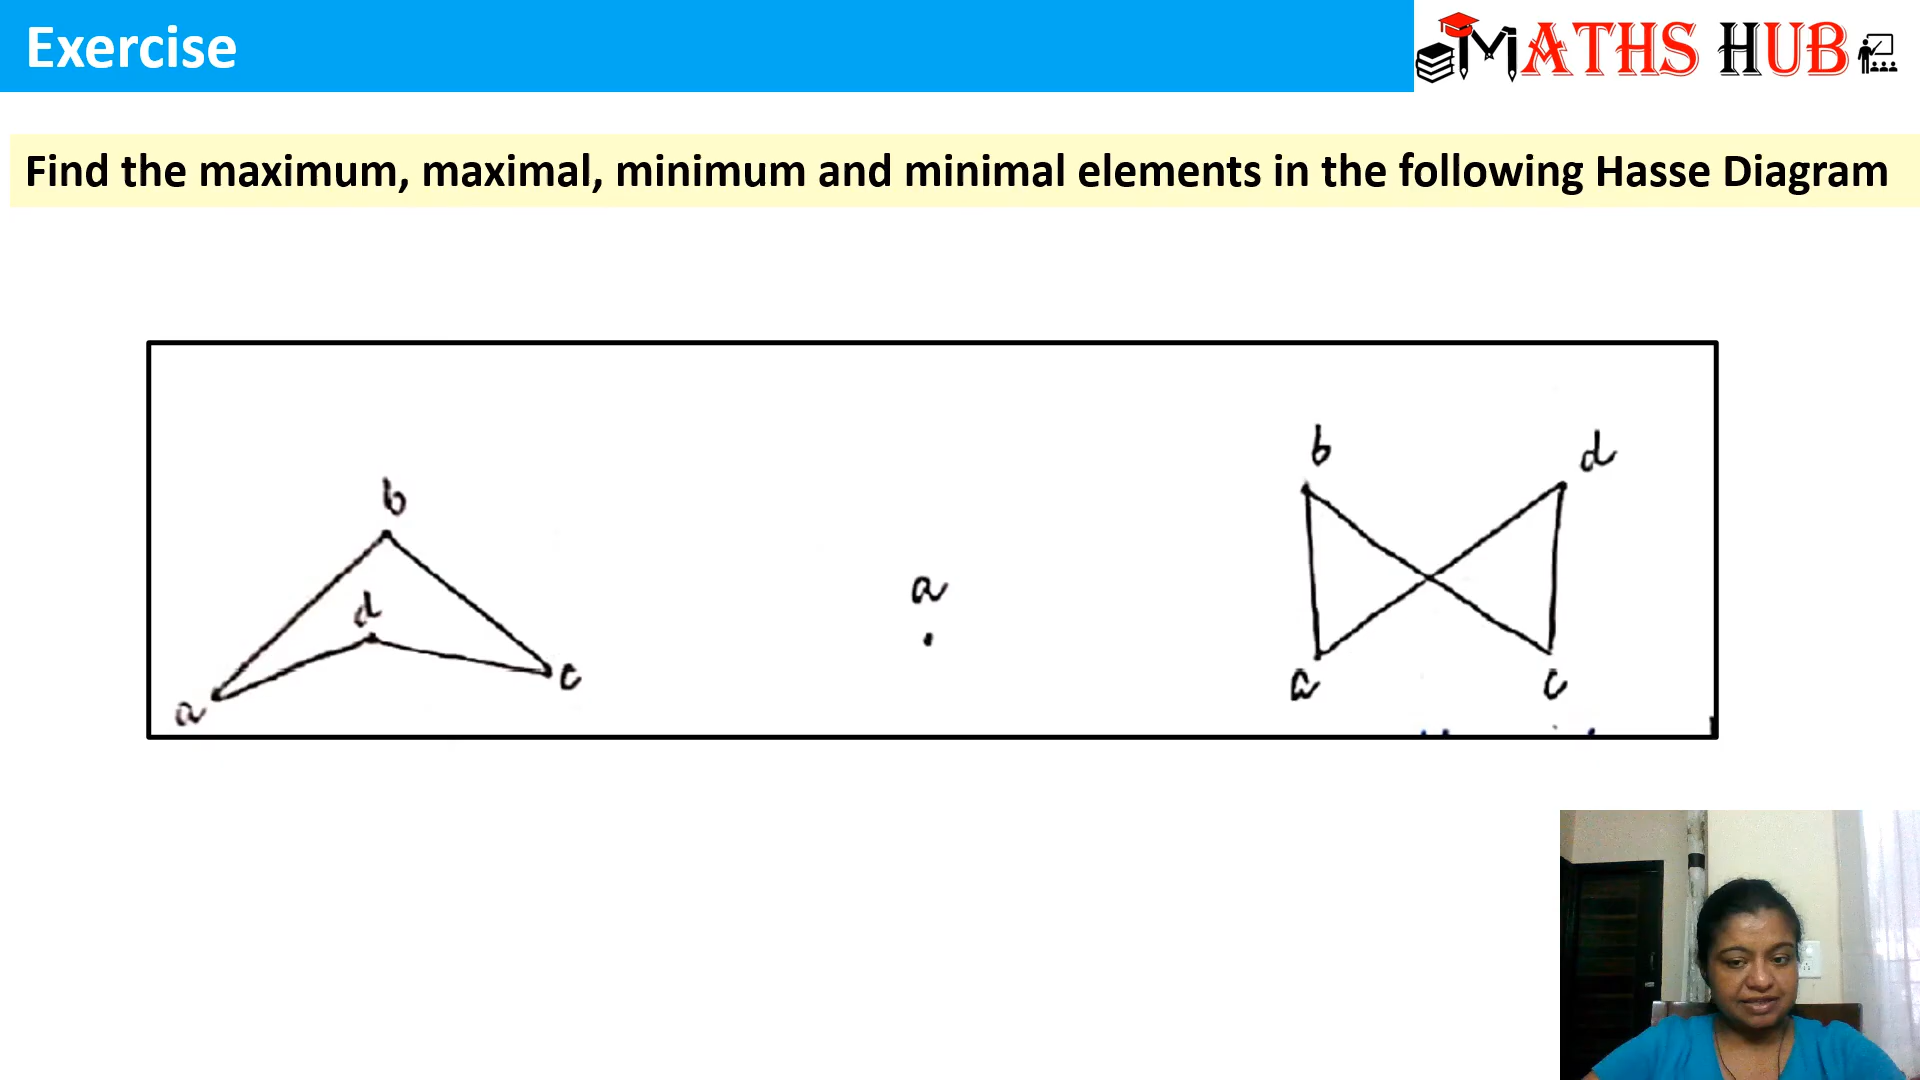 Exercise
MATHS HUB
Find the maximum, maximal, minimum and minimal elements in the following Hasse Diagram
b
d
a
c
a
b
d
a
c